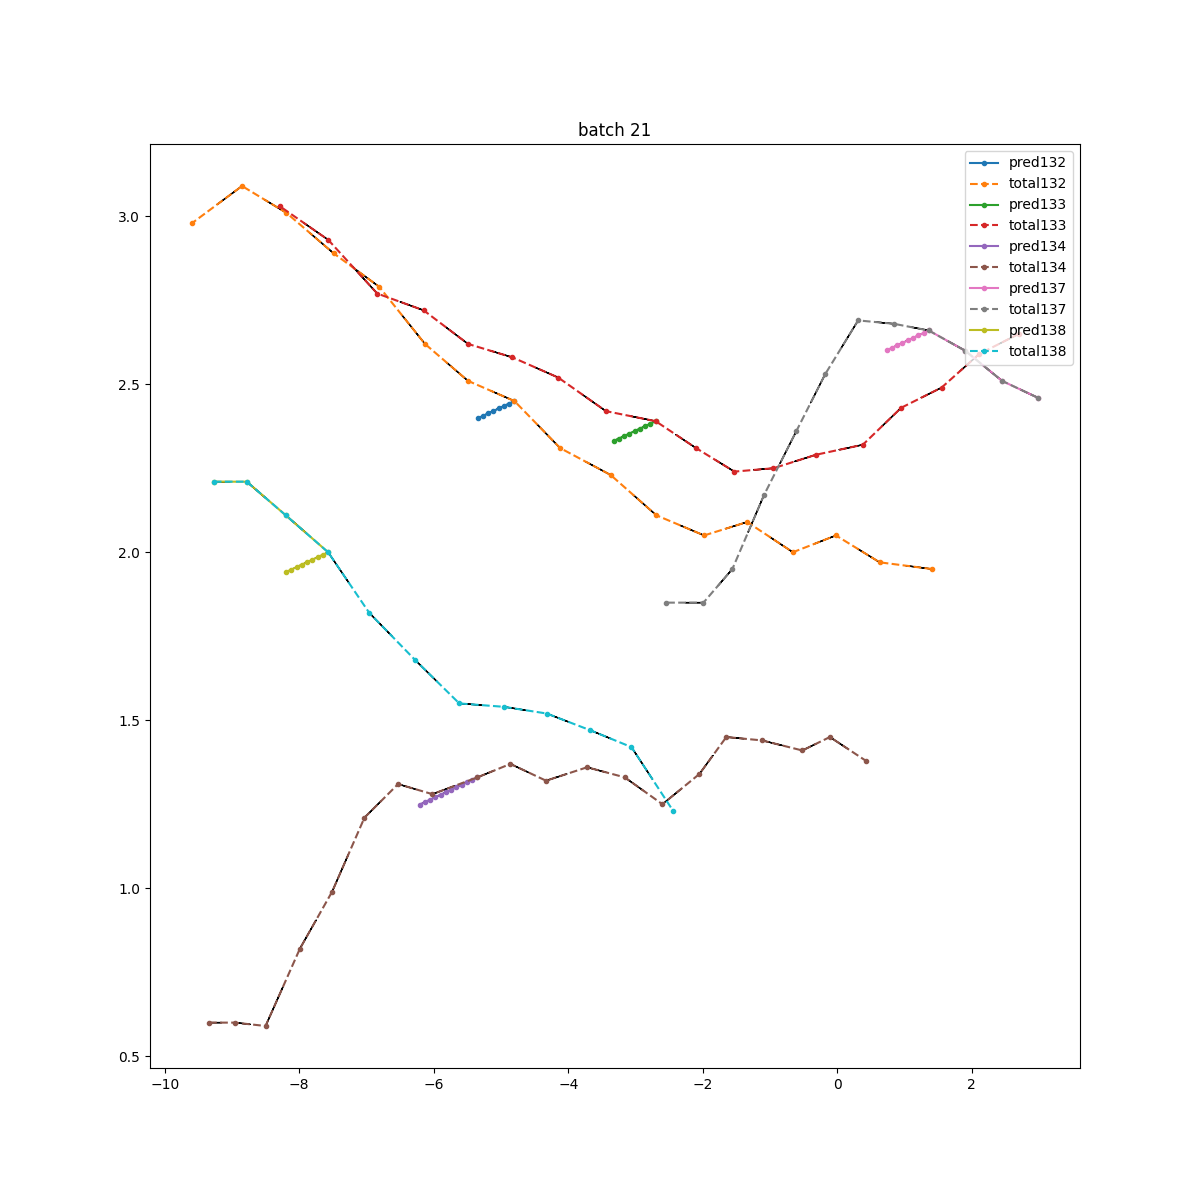 batch 21
pred132
total132
pred133
total133
pred134
total134
pred137
total137
pred138
total138
3.0
2.5
2.0
1.5
1.0
0.5
−10 −8 −6 −4 −2 0 2